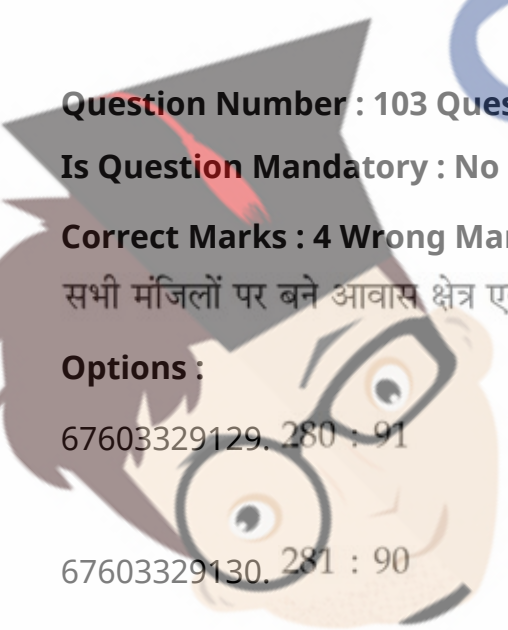 Question Number : 103 Ques
Is Question Mandatory : No
Correct Marks : 4 Wrong Mar
सभी मंजिलों पर बने आवास क्षेत्र ए
Options :
67603329129. 280 : 91
67603329130. 281 : 90